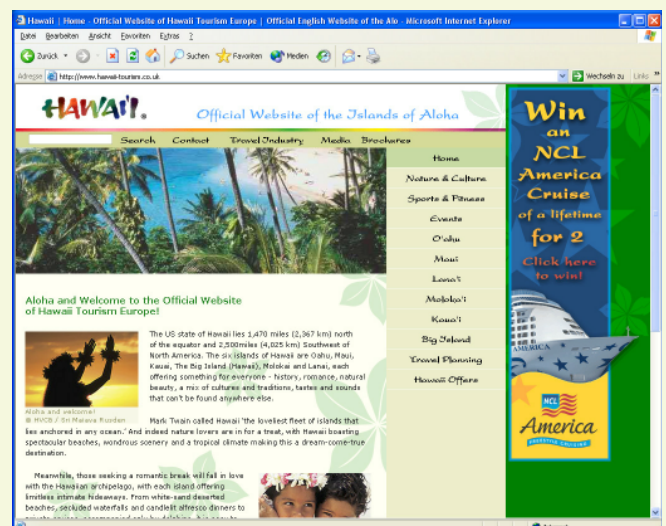 Hawaii | Home - Official Website of Hawaii Tourism Europe | Official English Website of the Alo - Microsoft Internet Explorer
Datei Bearbeiten Ansicht Favoriten Extras ?
Zurück Suchen Favoriten Medien
Adresse http://www.hawaii-tourism.co.uk Wechseln zu Links »
HAWAI'I.
Official Website of the Islands of Aloha
Search Contact Travel Industry Media Brochures
Home
Nature & Culture
Sports & Fitness
Events
O'ahu
Maui
Lana'i
Moloka'i
Kaua'i
Big Island
Travel Planning
Hawaii Offers
Aloha and Welcome to the Official Website
of Hawaii Tourism Europe!
The US state of Hawaii lies 1,470 miles (2,367 km) north
of the equator and 2,500miles (4,025 km) Southwest of
North America. The six islands of Hawaii are Oahu, Maui,
Kauai, The Big Island (Hawaii), Molokai and Lanai, each
offering something for everyone - history, romance, natural
beauty, a mix of cultures and traditions, tastes and sounds
that can't be found anywhere else.
Aloha and welcome!
© HVCB / Sri Maiava Rusden
Mark Twain called Hawaii 'the loveliest fleet of islands that
lies anchored in any ocean.' And indeed nature lovers are in for a treat, with Hawaii boasting
spectacular beaches, wondrous scenery and a tropical climate making this a dream-come-true
destination.
Meanwhile, those seeking a romantic break will fall in love
with the Hawaiian archipelago, with each island offering
limitless intimate hideaways. From white-sand deserted
beaches, secluded waterfalls and candlelit alfresco dinners to
Win
an
NCL
America
Cruise
of a lifetime
for 2
Click here
to win!
AMERICA
NCL
America
FREESTYLE CRUISING